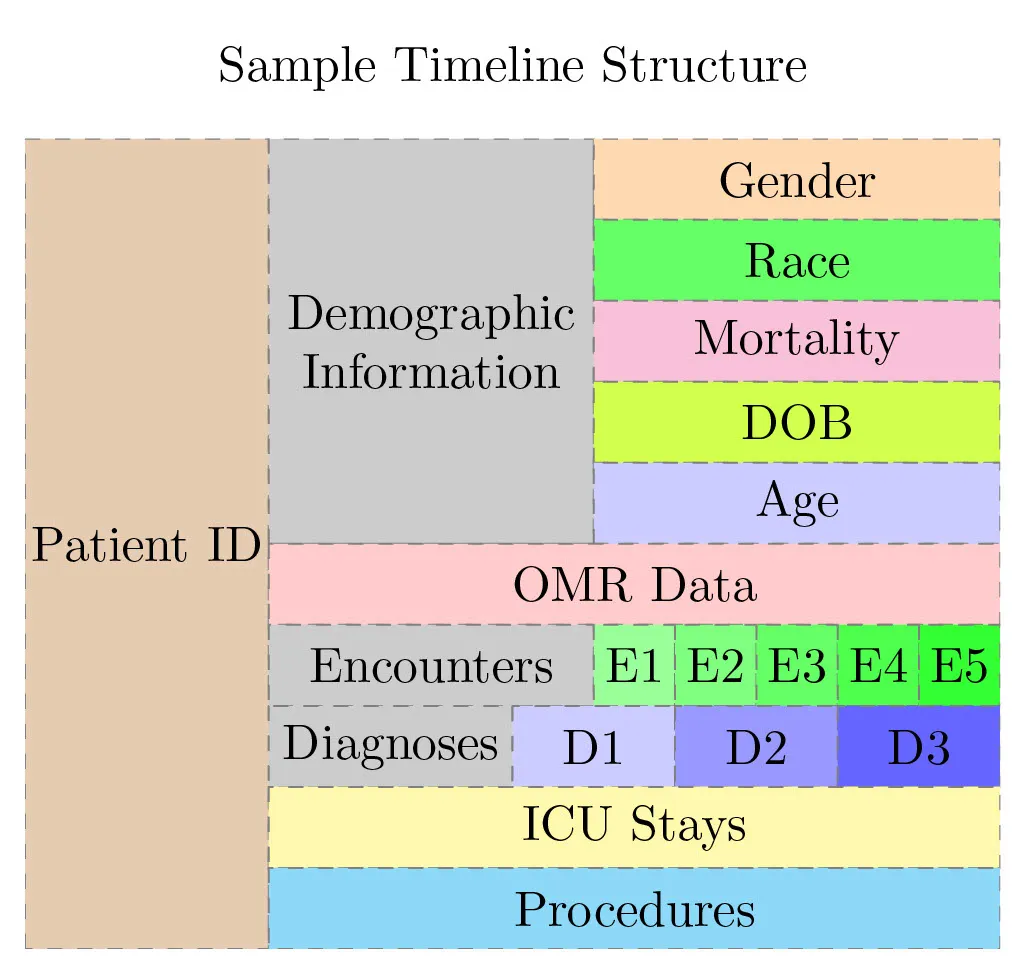 Sample Timeline Structure
Patient ID
Demographic
Information
Gender
Race
Mortality
DOB
Age
OMR Data
Encounters E1 E2 E3 E4 E5
Diagnoses D1 D2 D3
ICU Stays
Procedures